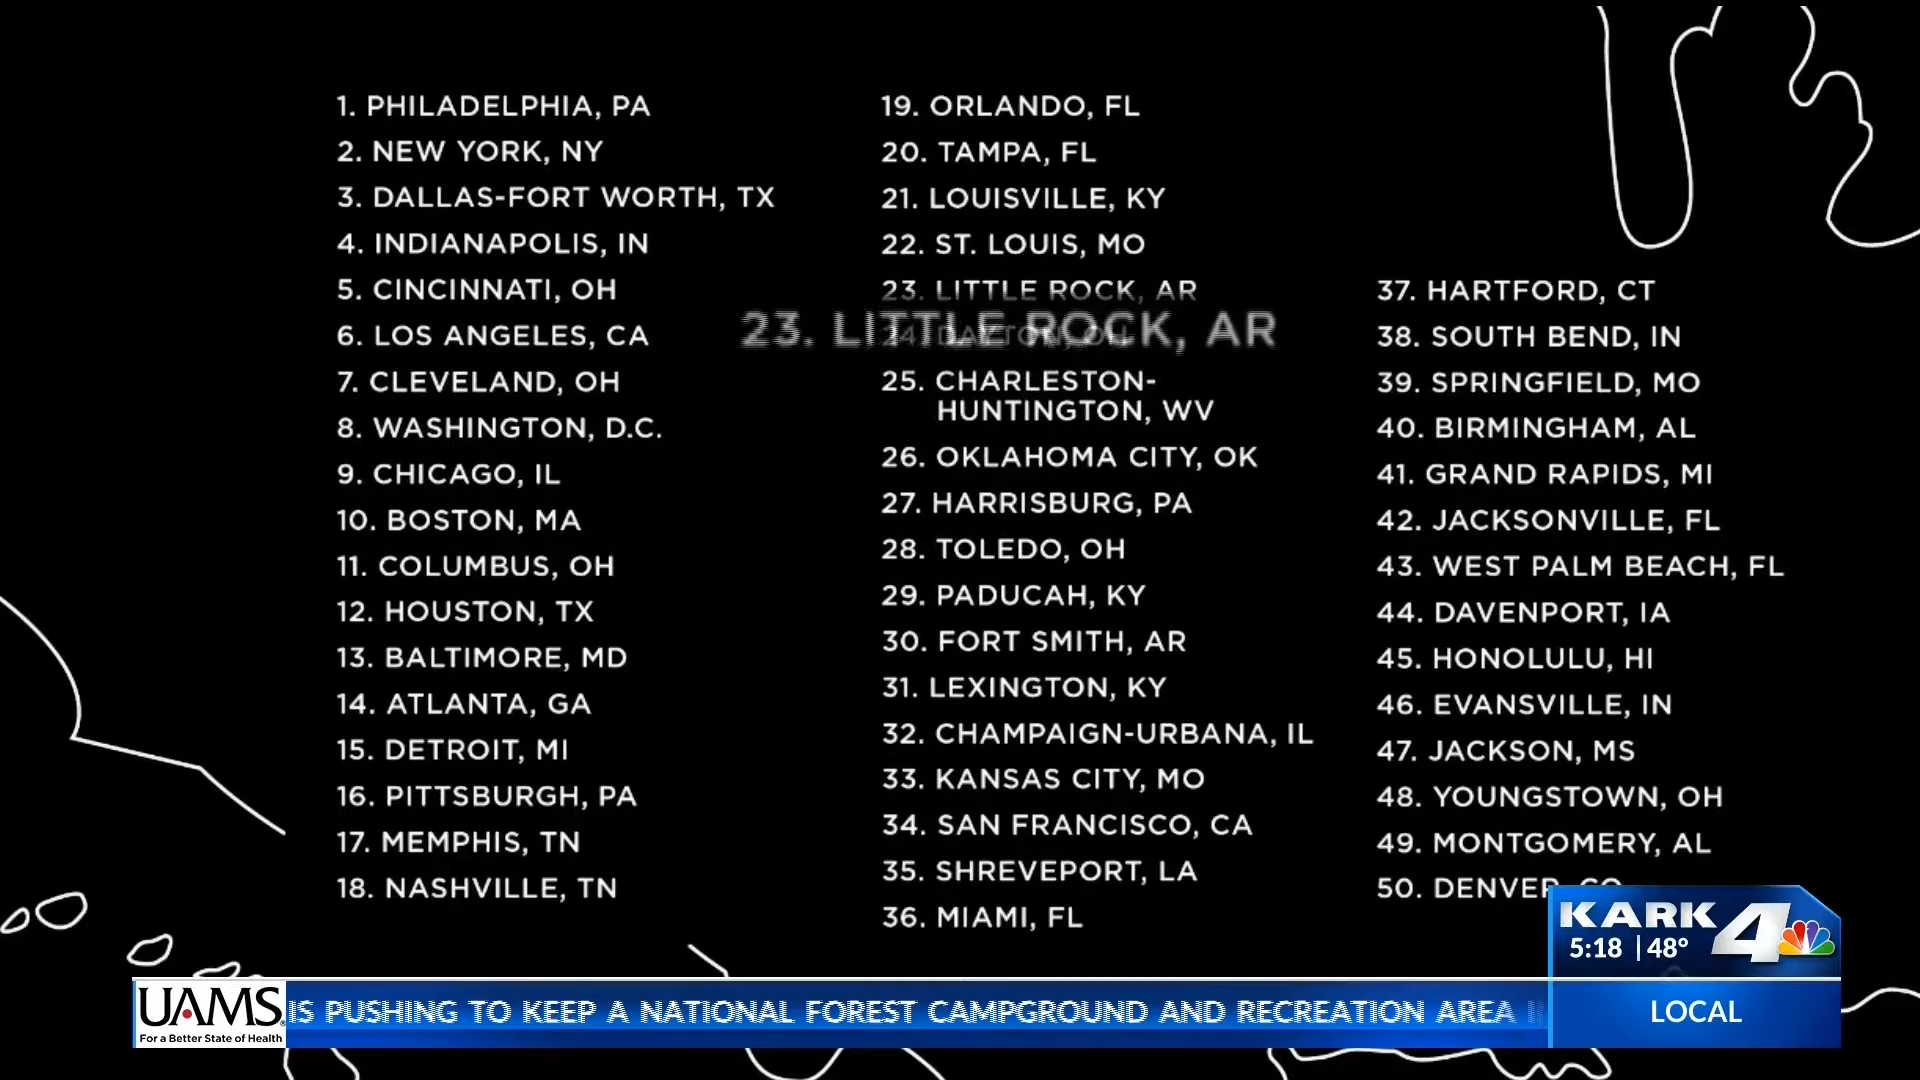 1. PHILADELPHIA, PA
2. NEW YORK, NY
3. DALLAS-FORT WORTH, TX
4. INDIANAPOLIS, IN
5. CINCINNATI, OH
6. LOS ANGELES, CA
7. CLEVELAND, OH
8. WASHINGTON, D.C.
9. CHICAGO, IL
10. BOSTON, MA
11. COLUMBUS, OH
12. HOUSTON, TX
13. BALTIMORE, MD
14. ATLANTA, GA
15. DETROIT, MI
16. PITTSBURGH, PA
17. MEMPHIS, TN
18. NASHVILLE, TN
19. ORLANDO, FL
20. TAMPA, FL
21. LOUISVILLE, KY
22. ST. LOUIS, MO
23. LITTLE ROCK, AR
23. LITTLE ROCK, AR
24. DAYTON, OH
25. CHARLESTON-
HUNTINGTON, WV
26. OKLAHOMA CITY, OK
27. HARRISBURG, PA
28. TOLEDO, OH
29. PADUCAH, KY
30. FORT SMITH, AR
31. LEXINGTON, KY
32. CHAMPAIGN-URBANA, IL
33. KANSAS CITY, MO
34. SAN FRANCISCO, CA
35. SHREVEPORT, LA
36. MIAMI, FL
37. HARTFORD, CT
38. SOUTH BEND, IN
39. SPRINGFIELD, MO
40. BIRMINGHAM, AL
41. GRAND RAPIDS, MI
42. JACKSONVILLE, FL
43. WEST PALM BEACH, FL
44. DAVENPORT, IA
45. HONOLULU, HI
46. EVANSVILLE, IN
47. JACKSON, MS
48. YOUNGSTOWN, OH
49. MONTGOMERY, AL
50. DENVER, CO
KARK 4
5:18 | 48°
LOCAL
UAMS
For a Better State of Health
IS PUSHING TO KEEP A NATIONAL FOREST CAMPGROUND AND RECREATION AREA